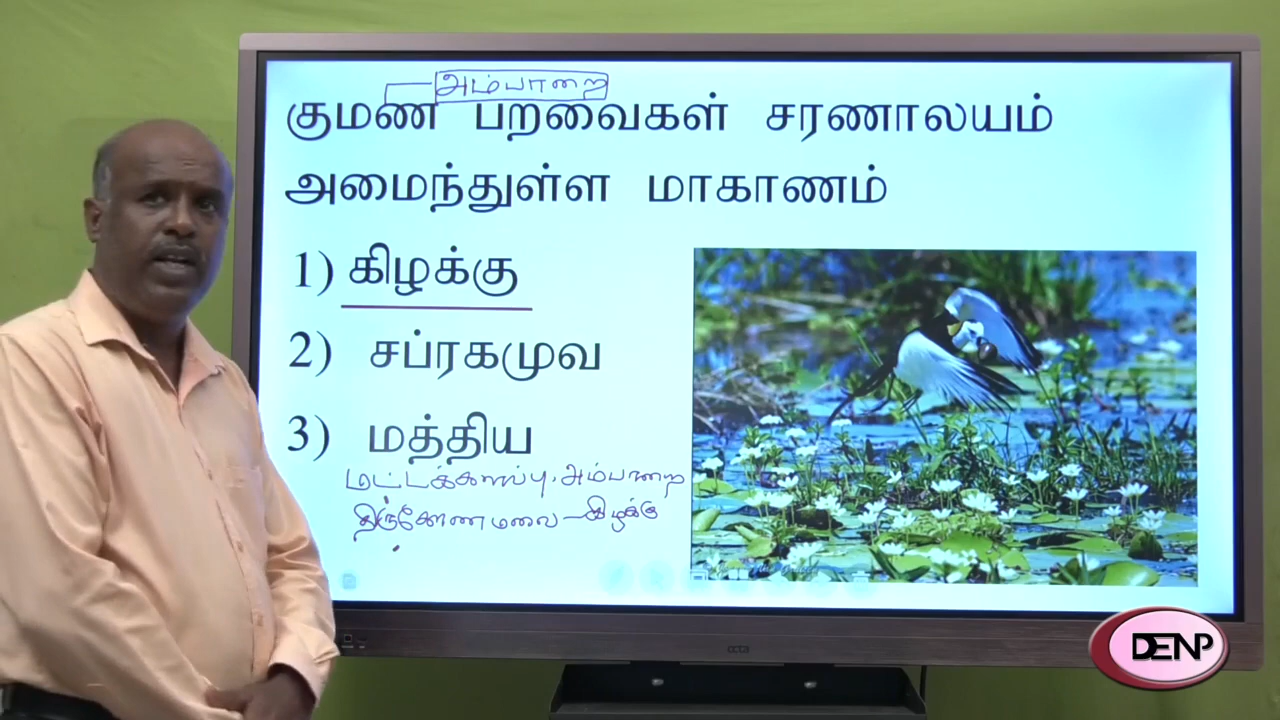 அம்பாறை
குமண பறவைகள் சரணாலயம்
அமைந்துள்ள மாகாணம்
1) கிழக்கு
2) சப்ரகமுவ
3) மத்திய
மட்டக்களப்பு, அம்பாறை
திருகோணமலை - கிழக்கு
DENP